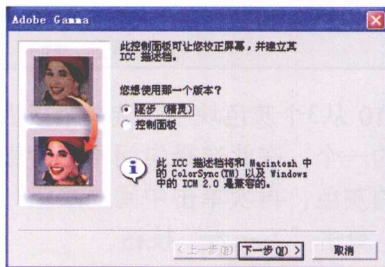 Adobe Gamma
此控制面板可让您校正屏幕，并建立其
ICC 描述档。
您想使用那一个版本？
逐步 (精灵)
控制面板
此 ICC 描述档将和 Macintosh 中
的 ColorSync(TM) 以及 Windows
中的 ICM 2.0 是兼容的。
< 上一步(B)
下一步(N) >
取消